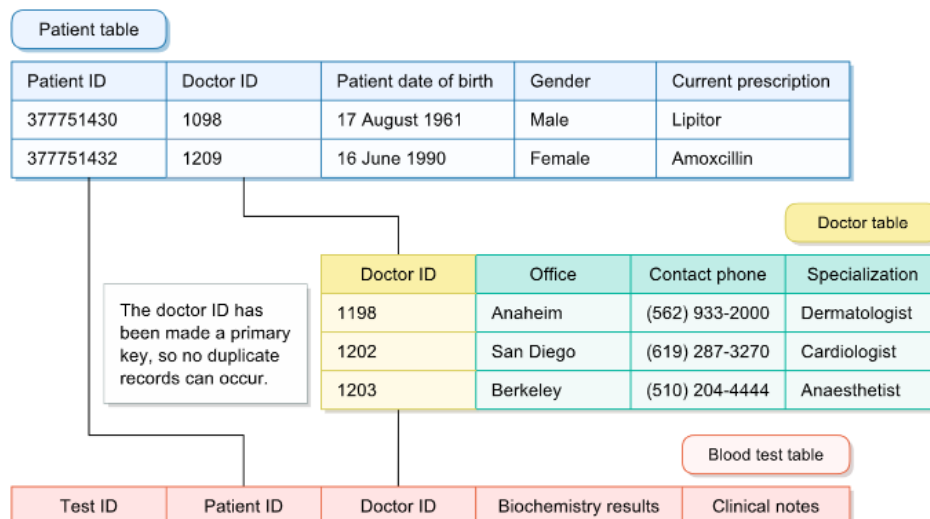 Patient table
Patient ID Doctor ID Patient date of birth Gender Current prescription
377751430 1098 17 August 1961 Male Lipitor
377751432 1209 16 June 1990 Female Amoxcillin
Doctor table
Doctor ID Office Contact phone Specialization
1198 Anaheim (562) 933-2000 Dermatologist
1202 San Diego (619) 287-3270 Cardiologist
1203 Berkeley (510) 204-4444 Anaesthetist
The doctor ID has
been made a primary
key, so no duplicate
records can occur.
Blood test table
Test ID Patient ID Doctor ID Biochemistry results Clinical notes